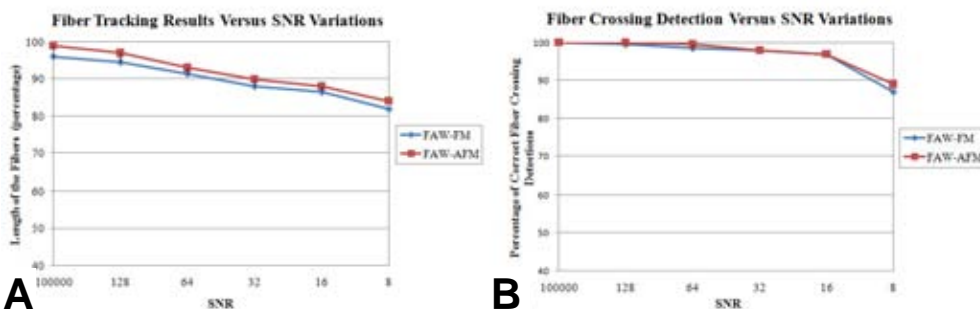 Fiber Tracking Results Versus SNR Variations
Length of the Fibers (percentage)
100
90
80
70
60
50
40
100000 128 64 32 16 8
SNR
FAW-FM
FAW-AFM
A
Fiber Crossing Detection Versus SNR Variations
Percentage of Correct Fiber Crossing
Detections
100
90
80
70
60
50
40
100000 128 64 32 16 8
SNR
FAW-FM
FAW-AFM
B